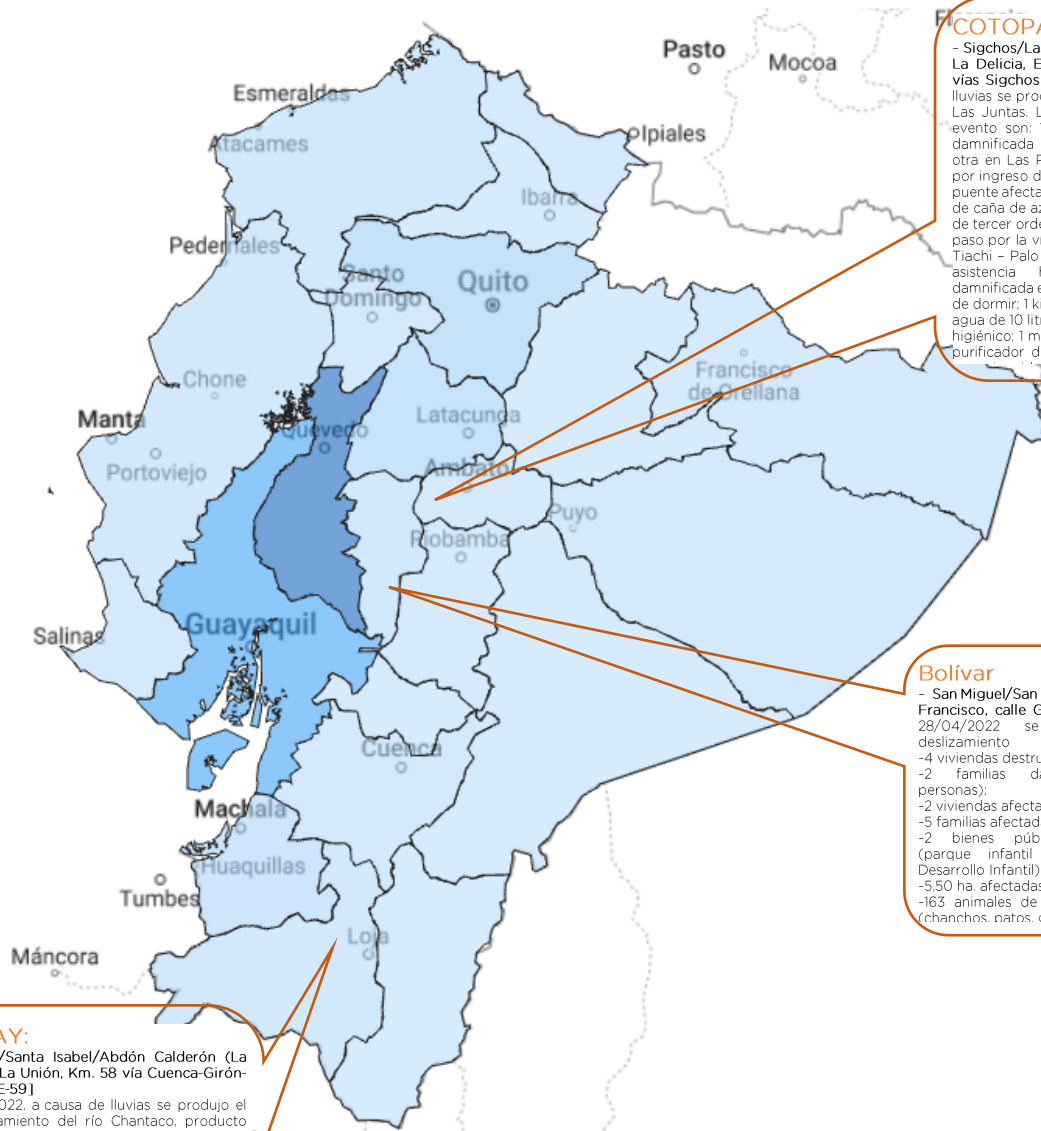 Pasto
Mocoa
Esmeraldas
Atacames
Ipiales
Ibarra
Pedernales
Santo
Domingo
Quito
Francisco
de Orellana
Chone
Latacunga
Manta
Quevedo
Portoviejo
Ambato
Puyo
Riobamba
Salinas
Guayaquil
Cuenca
Machala
Huaquillas
Tumbes
Loja
Máncora
COTOPA
- Sigchos/La
La Delicia, E
vías Sigchos
lluvias se prod
Las Juntas. L
evento son:
damnificada
otra en Las P
por ingreso d
puente afecta
de caña de az
de tercer orde
paso por la ví
Tiachi – Palo
asistencia h
damnificada e
de dormir; 1 ki
agua de 10 litr
higiénico; 1 m
purificador d
Bolívar
- San Miguel/San
Francisco, calle G
28/04/2022 se
deslizamiento
-4 viviendas destru
-2 familias da
personas);
-2 viviendas afecta
-5 familias afectad
-2 bienes púb
(parque infantil
Desarrollo Infantil)
-5,50 ha. afectadas
-163 animales de
(chanchos, patos,
AY:
/Santa Isabel/Abdón Calderón (La
La Unión, Km. 58 vía Cuenca-Girón-
E-59]
022, a causa de lluvias se produjo el
amiento del río Chantaco, producto